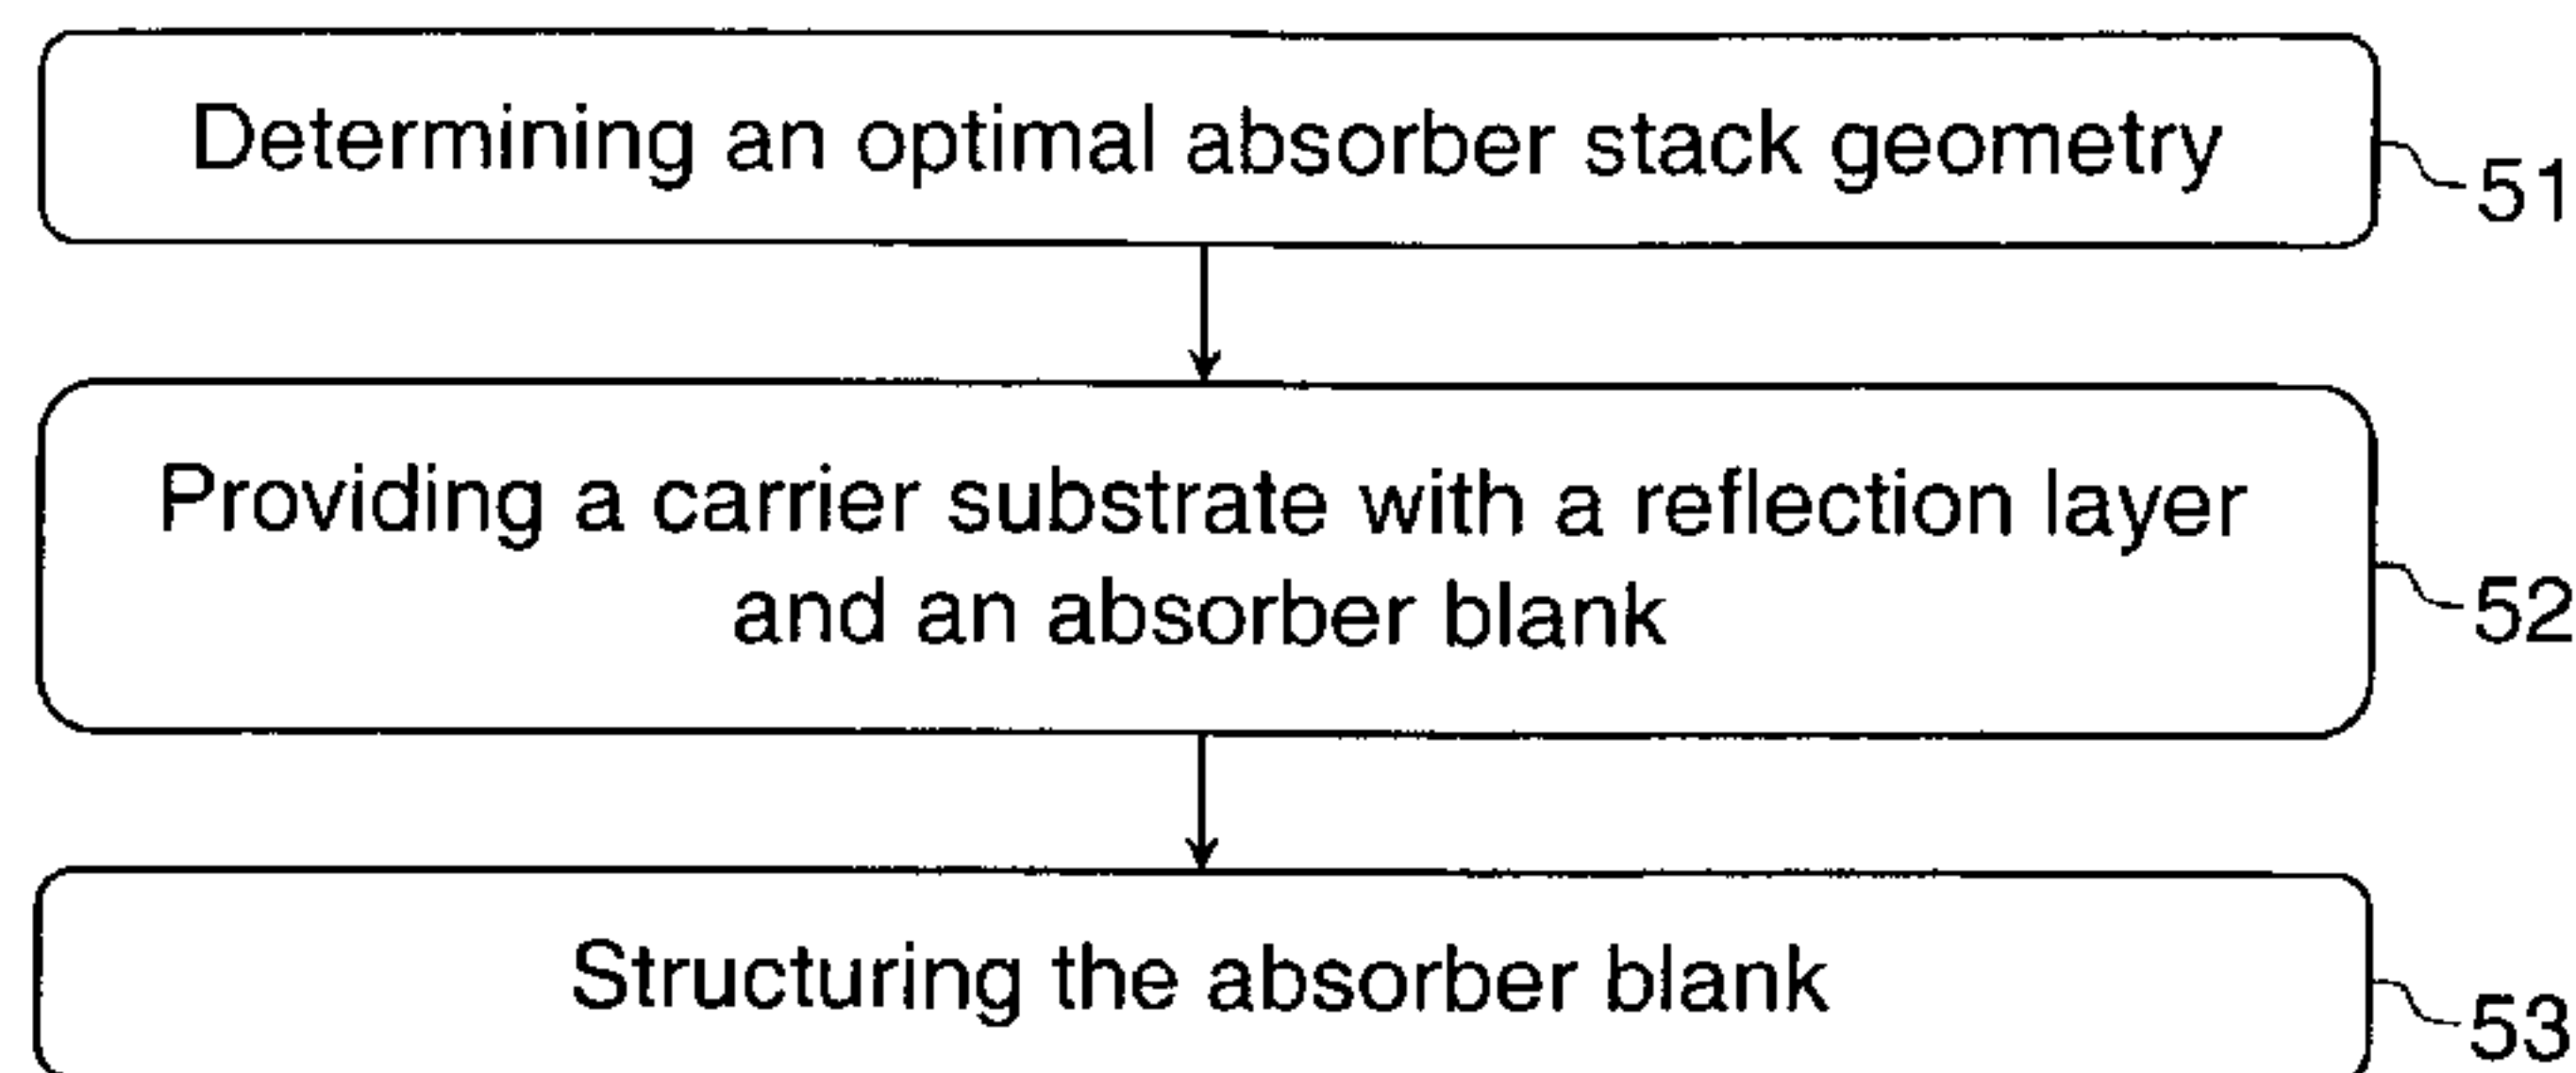 Determining an optimal absorber stack geometry
51
Providing a carrier substrate with a reflection layer
and an absorber blank
52
Structuring the absorber blank
53